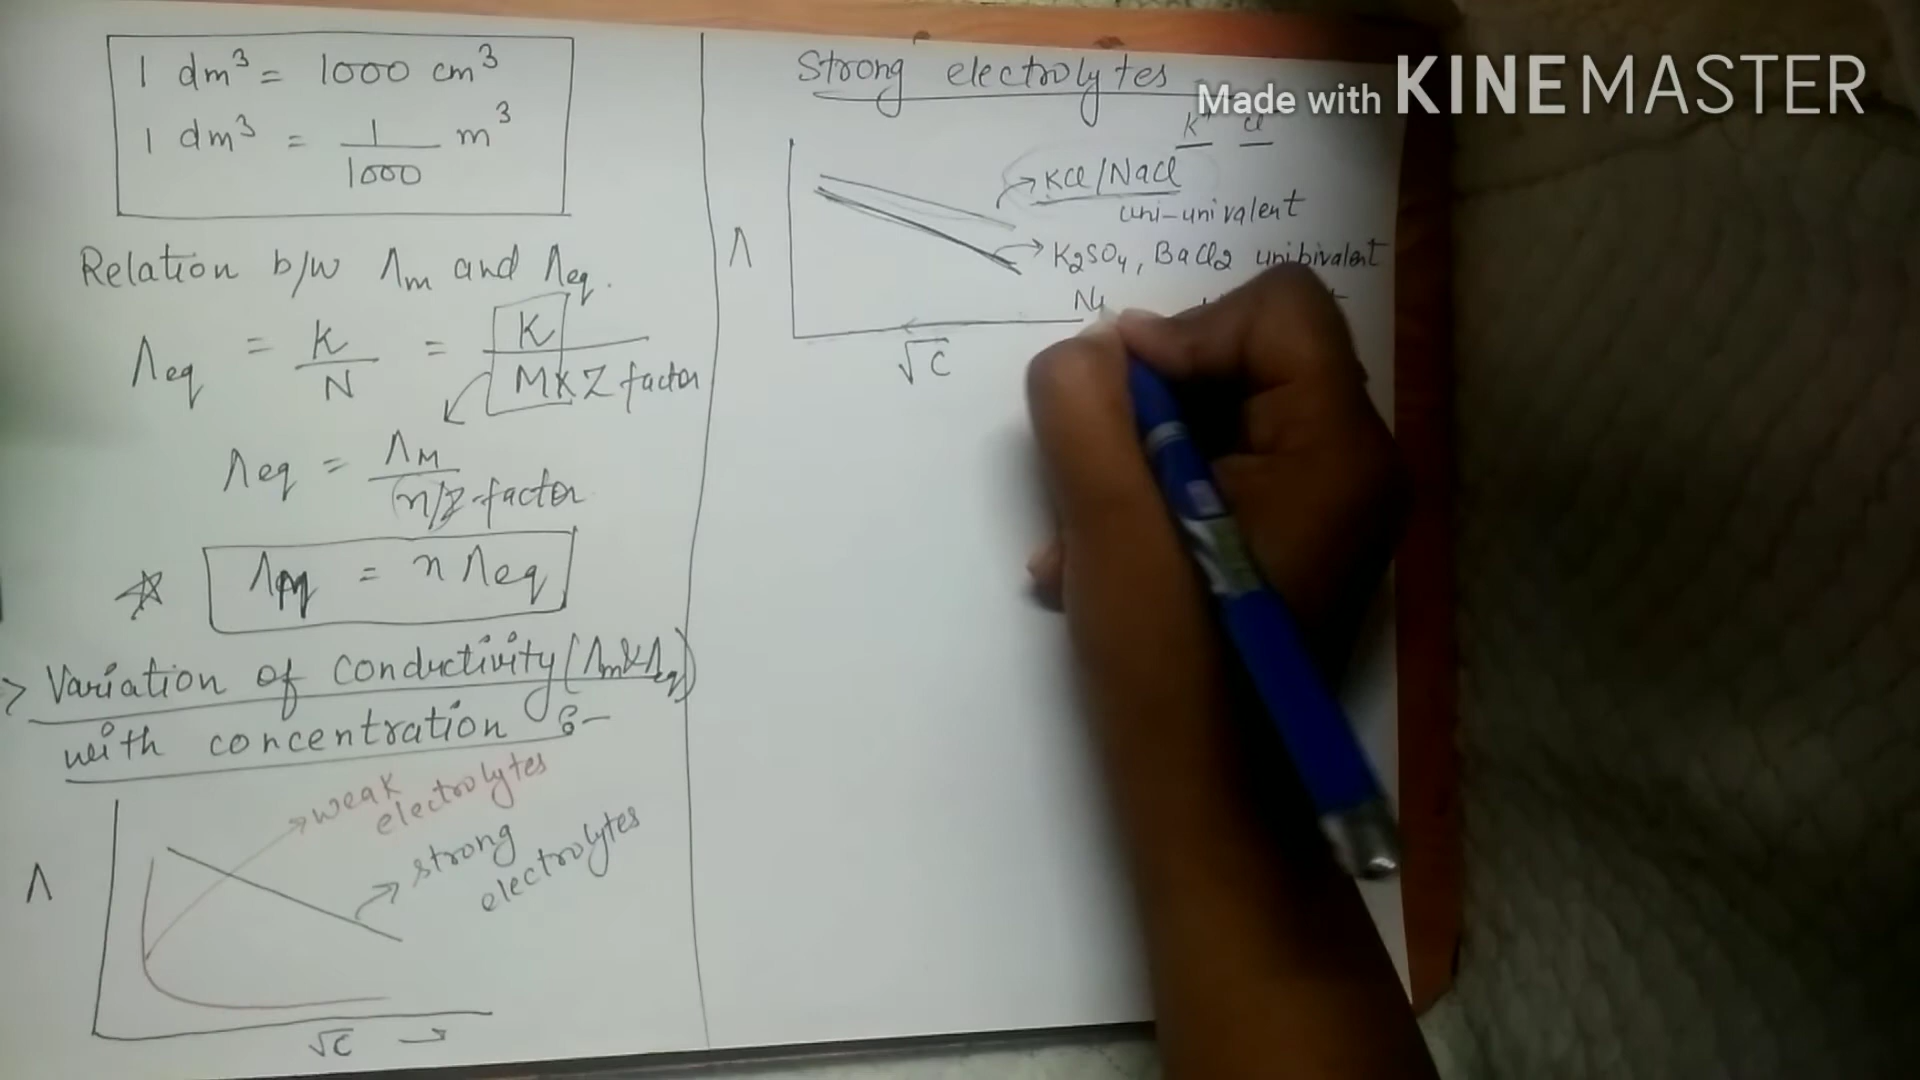 1 dm³ = 1000 cm³
1 dm³ = 1/1000 m³
Relation b/w Λm and Λeq.
Λeq = K/N = K/M×Z factor
Λeq = ΛM/n/z-factor
Λm = n Λeq
> Variation of conductivity (Λm & Λeq)
with concentration :-
weak
electrolytes
strong
electrolytes
Λ
√C →
Strong electrolytes
Made with KINEMASTER
K⁺ Cl⁻
KCl/NaCl
uni-univalent
Λ
K₂SO₄, BaCl₂ unibivalent
√C